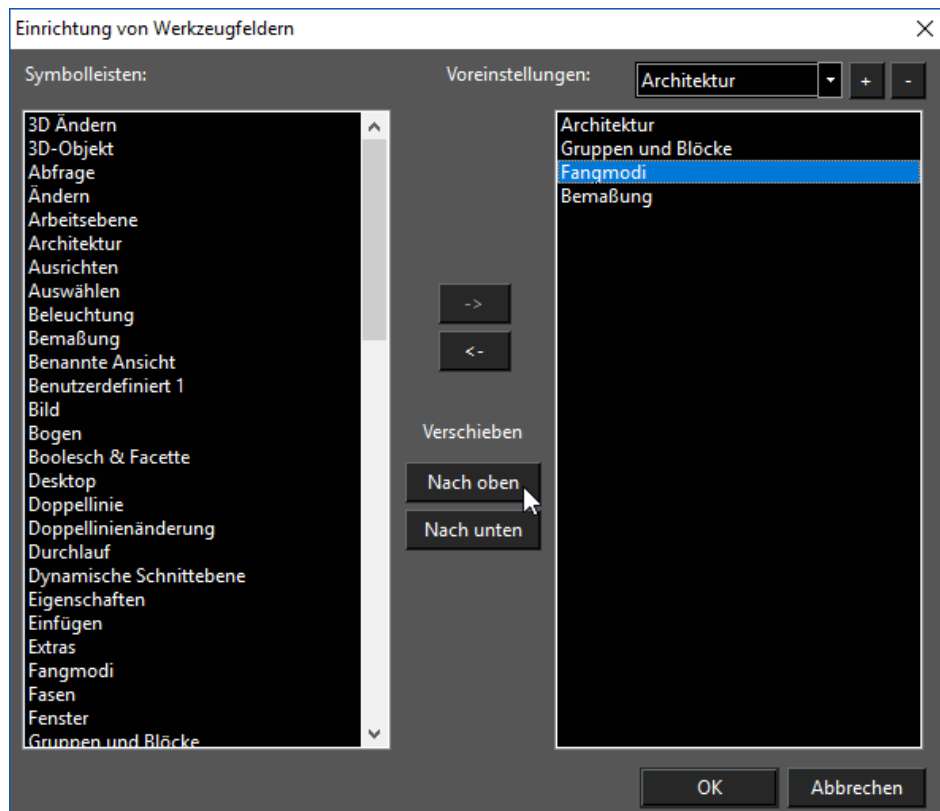 Einrichtung von Werkzeugfeldern
Symbolleisten:
Voreinstellungen:
Architektur
+
-
3D Ändern
3D-Objekt
Abfrage
Ändern
Arbeitsebene
Architektur
Ausrichten
Auswählen
Beleuchtung
Bemaßung
Benannte Ansicht
Benutzerdefiniert 1
Bild
Bogen
Boolesch & Facette
Desktop
Doppellinie
Doppellinienänderung
Durchlauf
Dynamische Schnittebene
Eigenschaften
Einfügen
Extras
Fangmodi
Fasen
Fenster
Gruppen und Blöcke
->
<-
Verschieben
Nach oben
Nach unten
Architektur
Gruppen und Blöcke
Fangmodi
Bemaßung
OK
Abbrechen